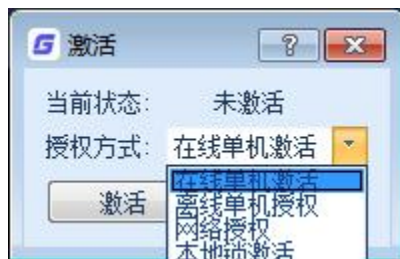 激活
当前状态: 未激活
授权方式: 在线单机激活
在线单机激活
激活
离线单机授权
网络授权
本地锁激活